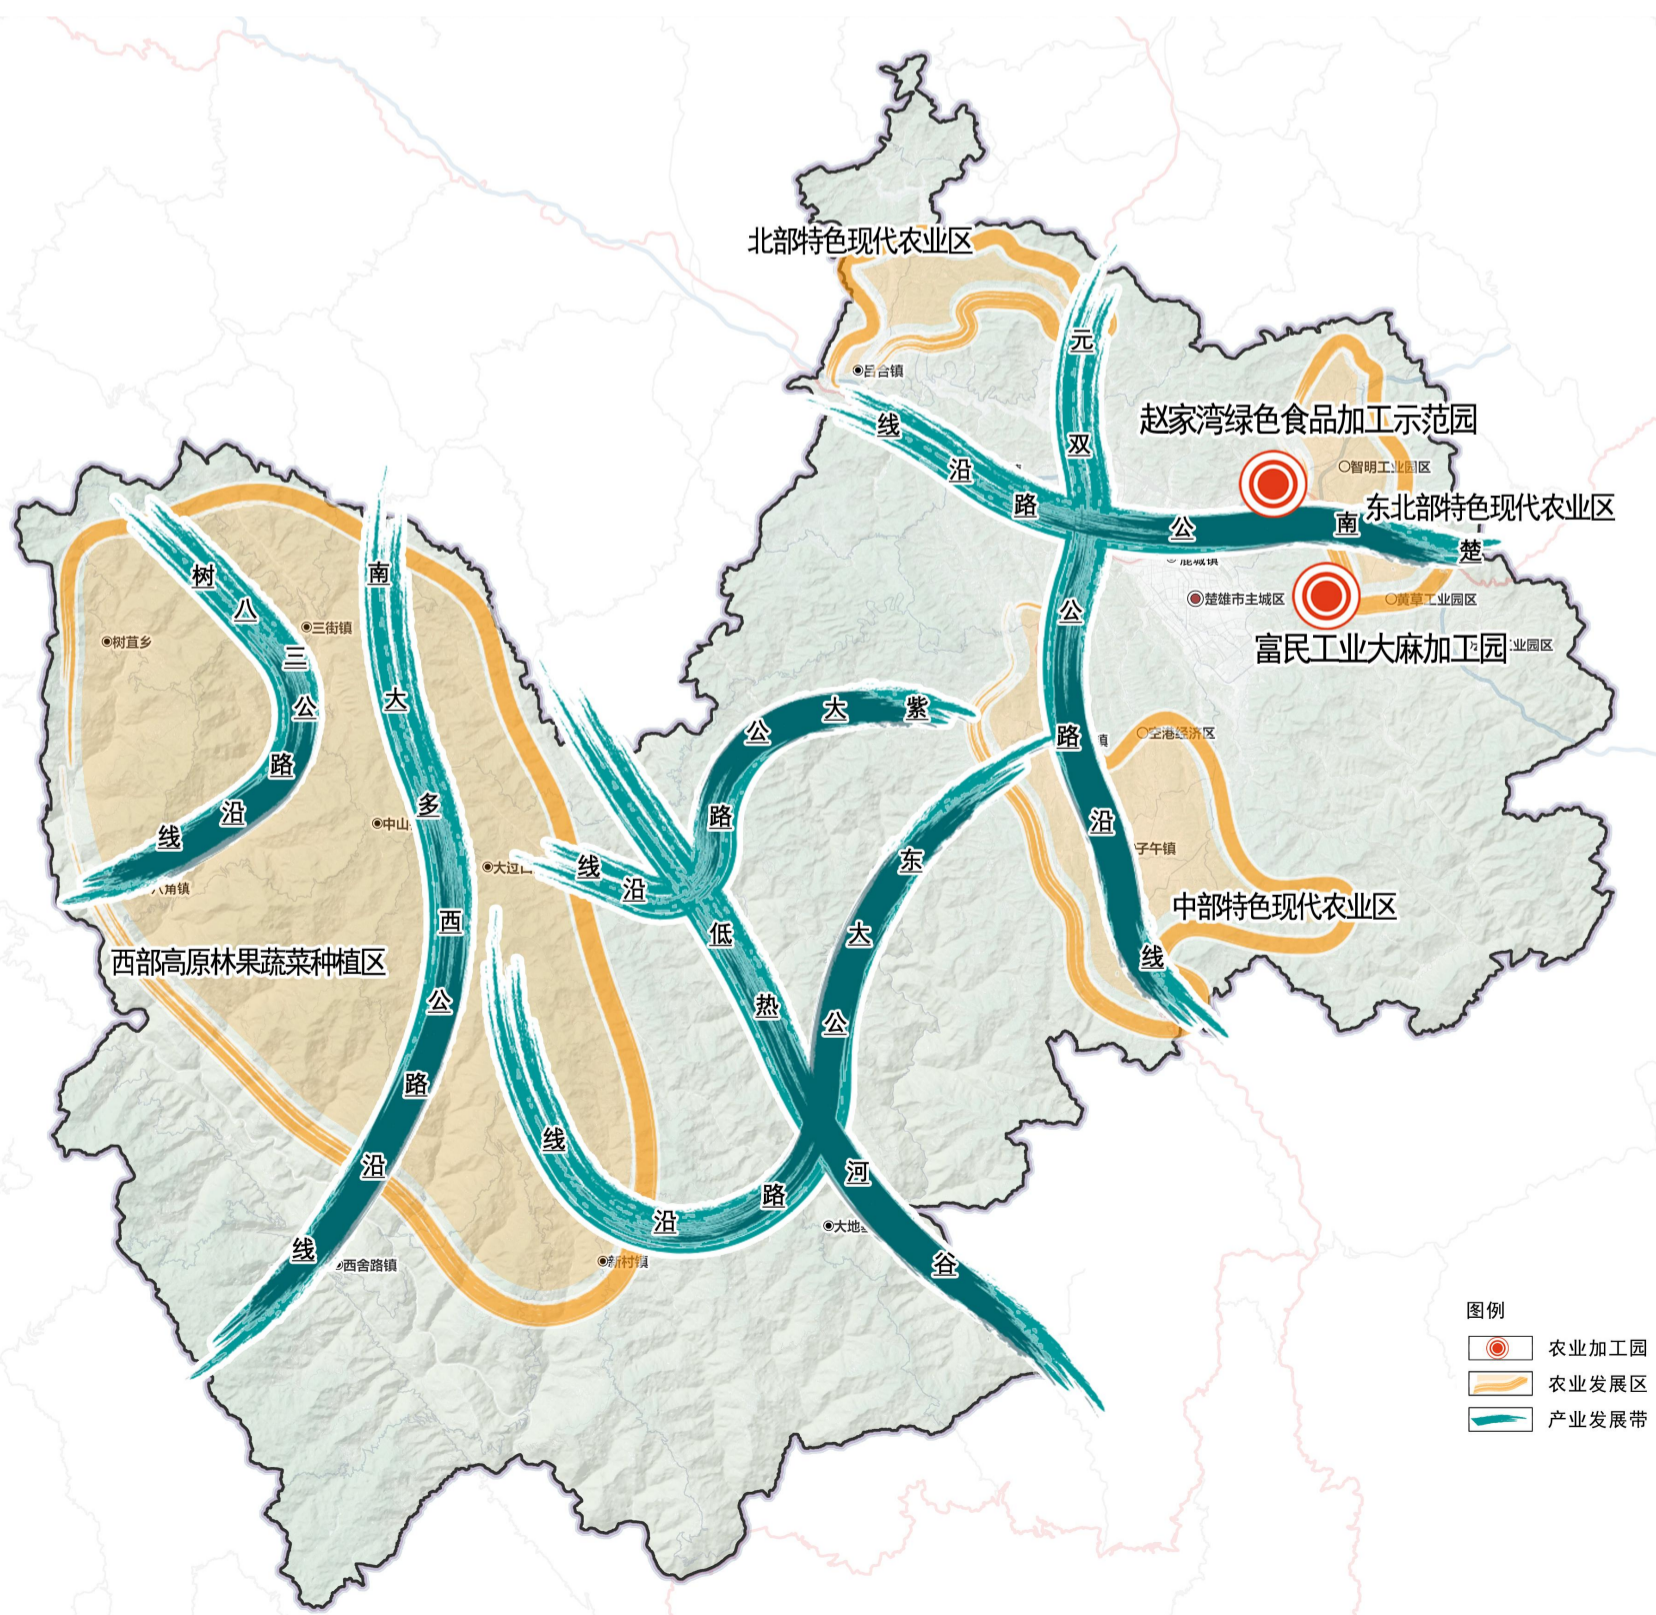 北部特色现代农业区
吕合镇
赵家湾绿色食品加工示范园
智明工业园区
东北部特色现代农业区
鹿城镇
楚雄市主城区
黄草工业园区
富民工业大麻加工园
业园区
空港经济区
镇
子午镇
中部特色现代农业区
树苴乡
三街镇
中山
大过口
八角镇
西部高原林果蔬菜种植区
西舍路镇
新村镇
大地
树八三公路沿线
南大多西公路沿线
紫大公路沿线
东大公路沿线
低热河谷
元双公路沿线
楚南公路沿线
图例
农业加工园
农业发展区
产业发展带